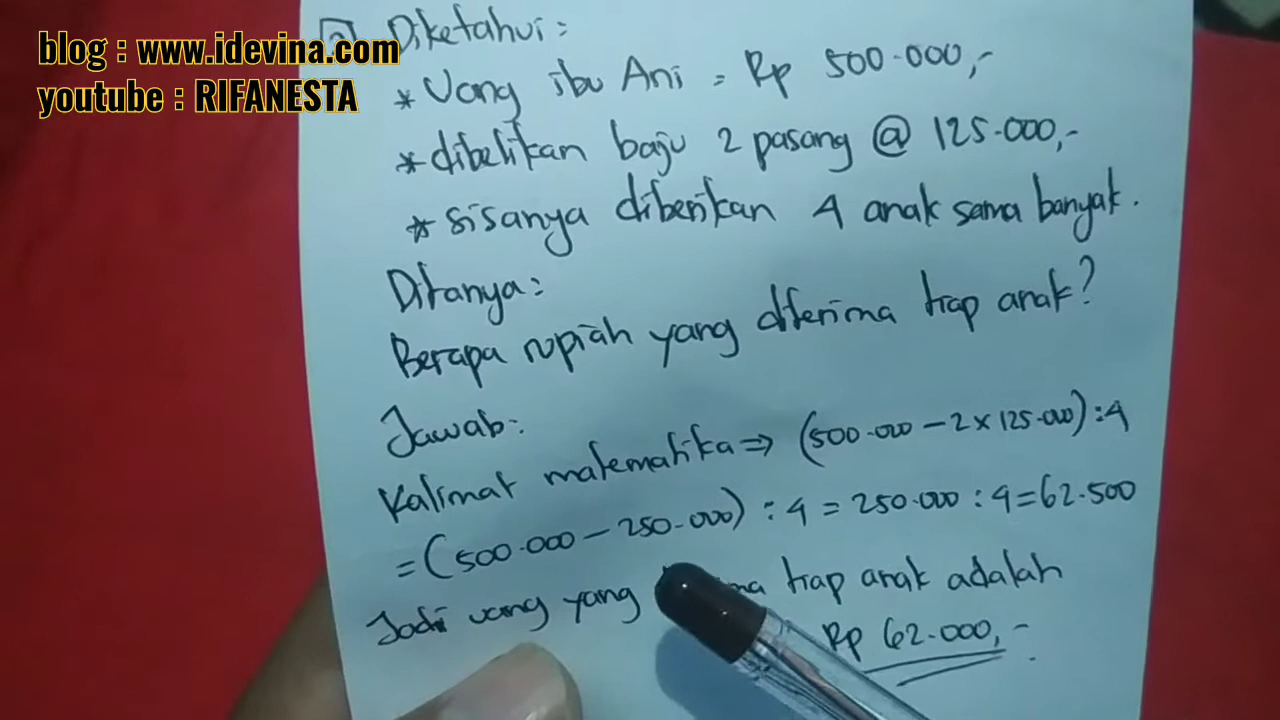 blog : www.idevina.com
youtube : RIFANESTA
Diketahui:
* Uang ibu Ani = Rp 500.000,-
* dibelikan baju 2 pasang @ 125.000,-
* sisanya diberikan 4 anak sama banyak.
Ditanya:
Berapa rupiah yang diterima tiap anak?
Jawab:
Kalimat matematika ⇒ (500.000 – 2 x 125.000) : 4
= (500.000 – 250.000) : 4 = 250.000 : 4 = 62.500
Jadi uang yang tiap anak adalah
Rp 62.000,-